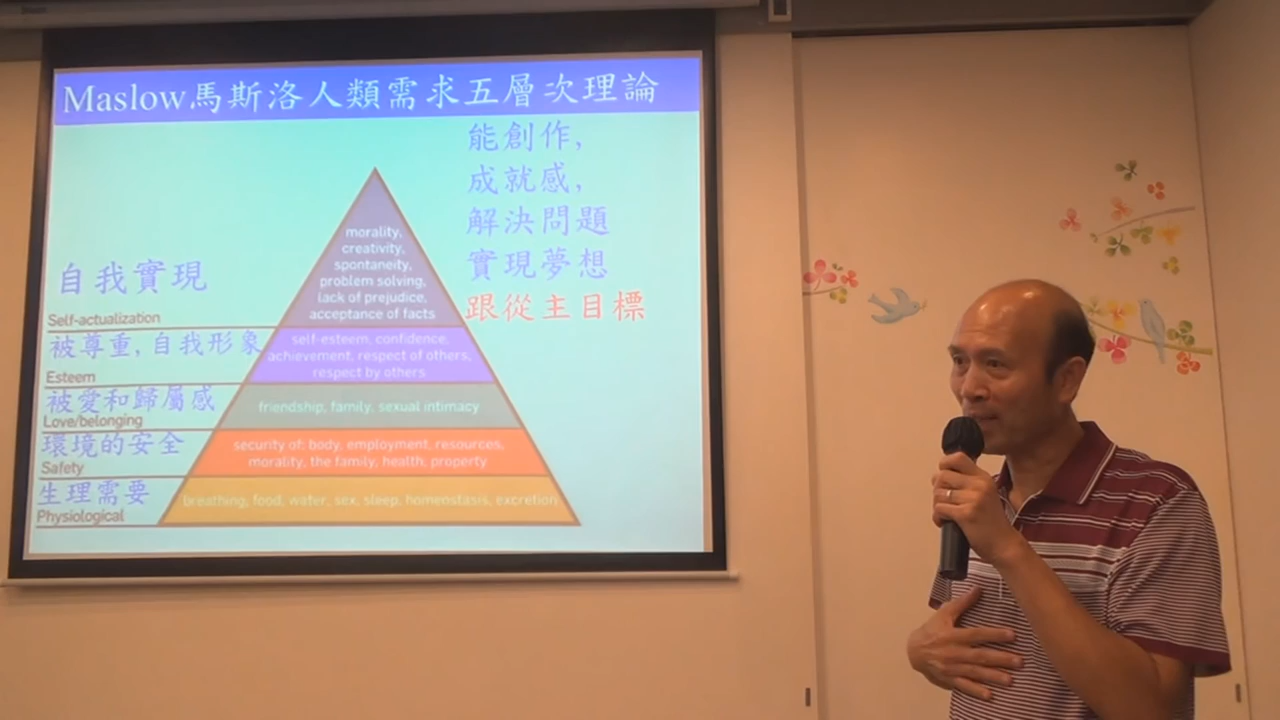 Maslow馬斯洛人類需求五層次理論
能創作,
成就感,
解決問題
實現夢想
跟從主目標
morality,
creativity,
spontaneity,
problem solving,
lack of prejudice,
acceptance of facts
自我實現
Self-actualization
self-esteem, confidence,
achievement, respect of others,
respect by others
被尊重, 自我形象
Esteem
friendship, family, sexual intimacy
被愛和歸屬感
Love/belonging
security of: body, employment, resources,
morality, the family, health, property
環境的安全
Safety
breathing, food, water, sex, sleep, homeostasis, excretion
生理需要
Physiological